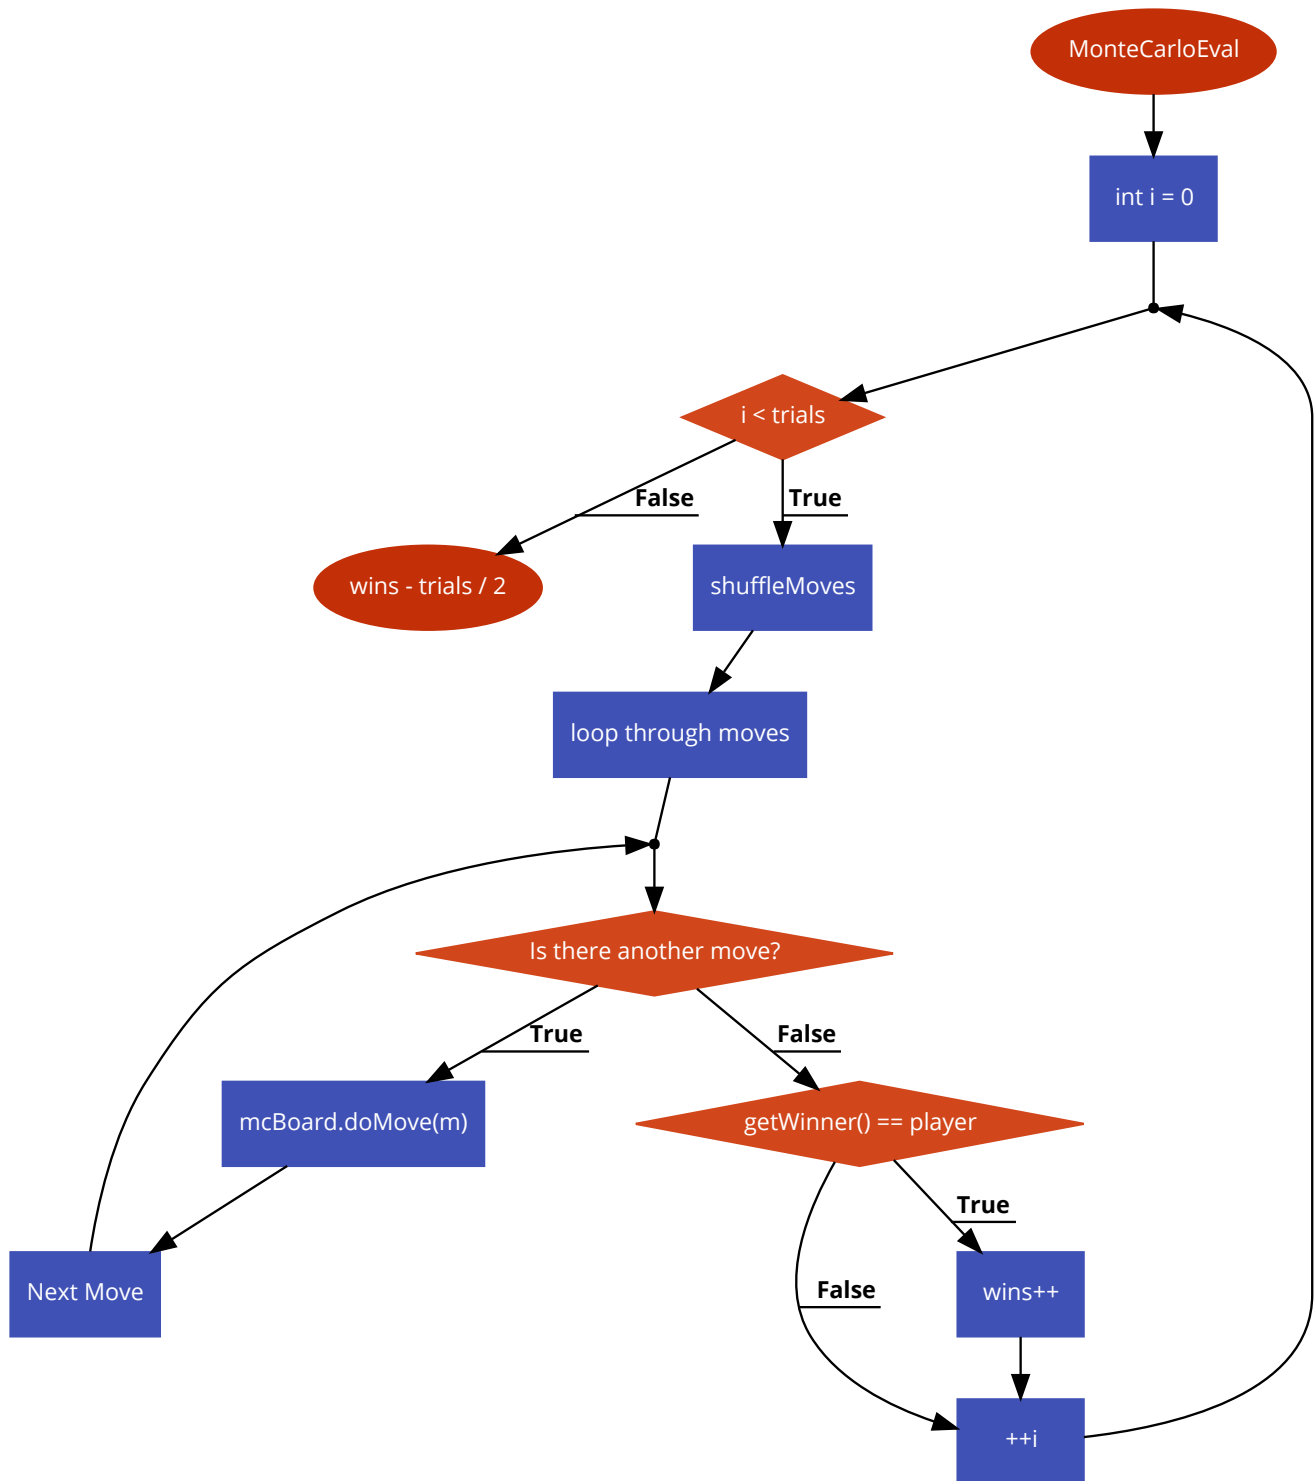 MonteCarloEval
int i = 0
i < trials
False
True
wins - trials / 2
shuffleMoves
loop through moves
Is there another move?
True
False
mcBoard.doMove(m)
getWinner() == player
True
Next Move
False
wins++
++i